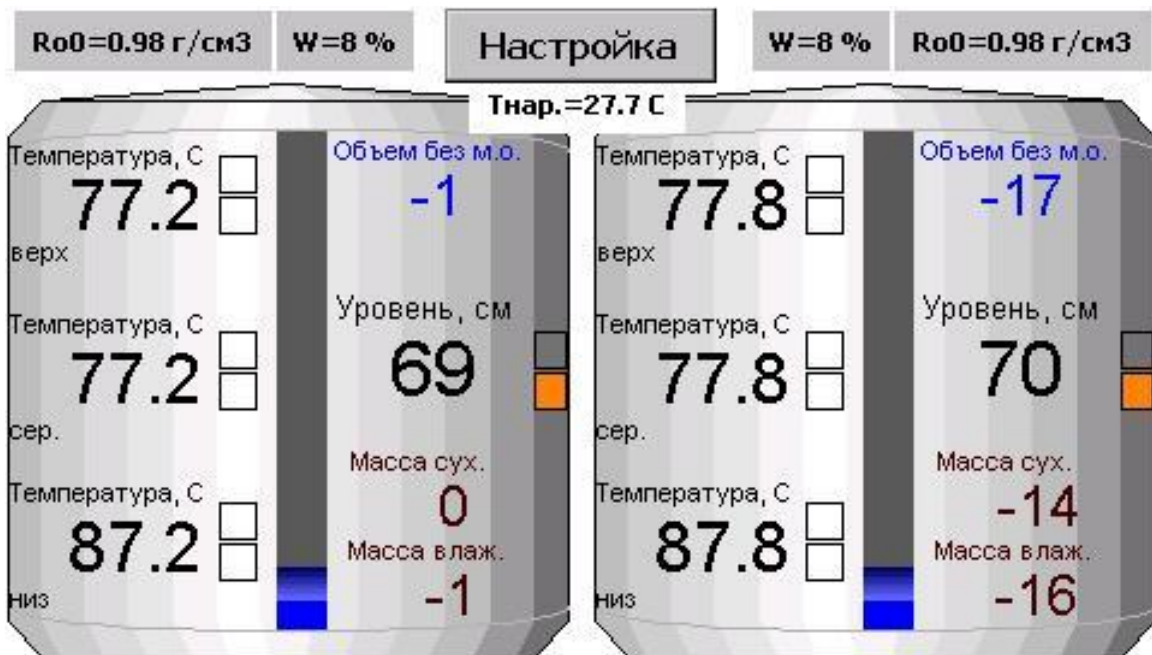 Ro0=0.98 г/см3
W=8 %
Настройка
W=8 %
Ro0=0.98 г/см3
Tнар.=27.7 C
Температура, С
77.2
верх
Температура, С
77.2
сер.
Температура, С
87.2
низ
Объем без м.о.
-1
Уровень, см
69
Масса сух.
0
Масса влаж.
-1
Температура, С
77.8
верх
Температура, С
77.8
сер.
Температура, С
87.8
низ
Объем без м.о.
-17
Уровень, см
70
Масса сух.
-14
Масса влаж.
-16